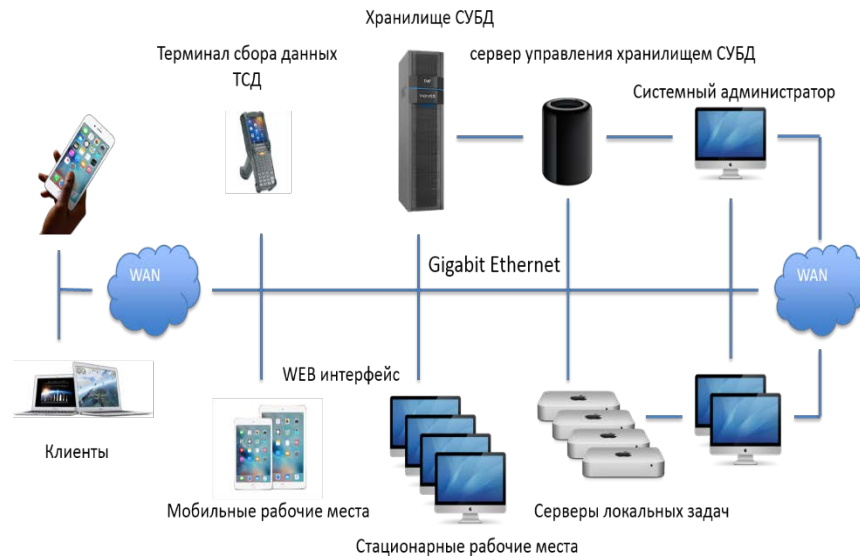 Хранилище СУБД
Терминал сбора данных
ТСД
сервер управления хранилищем СУБД
Системный администратор
WAN
Gigabit Ethernet
WAN
WEB интерфейс
Клиенты
Мобильные рабочие места
Серверы локальных задач
Стационарные рабочие места